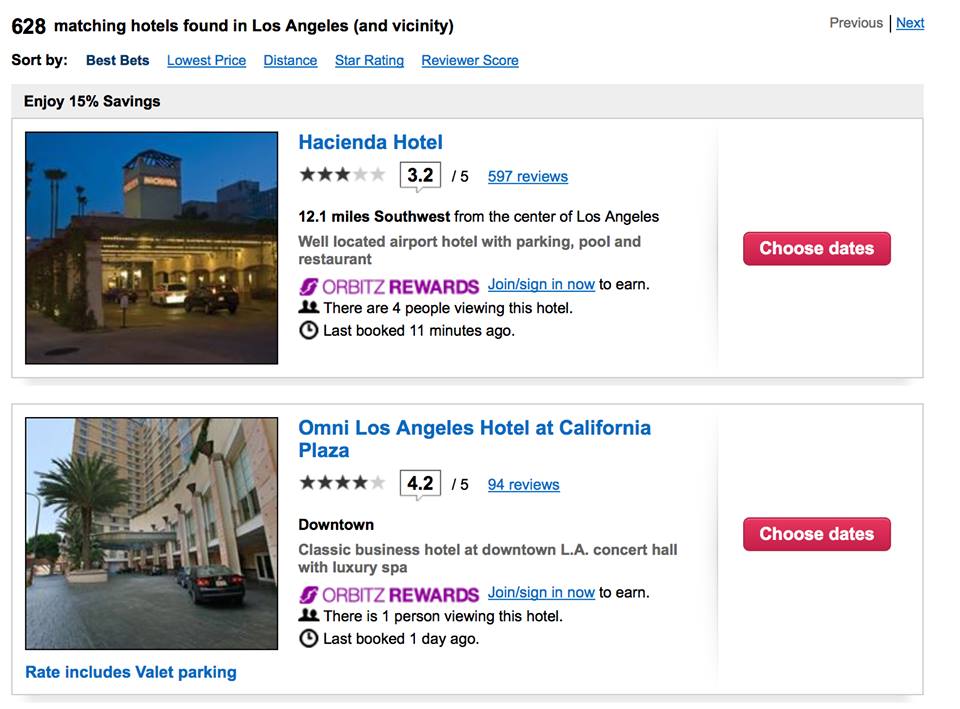 628 matching hotels found in Los Angeles (and vicinity)
Previous | Next
Sort by: Best Bets Lowest Price Distance Star Rating Reviewer Score
Enjoy 15% Savings
Hacienda Hotel
3.2 / 5 597 reviews
12.1 miles Southwest from the center of Los Angeles
Well located airport hotel with parking, pool and
restaurant
ORBITZ REWARDS Join/sign in now to earn.
There are 4 people viewing this hotel.
Last booked 11 minutes ago.
Choose dates
HACIENDA
Omni Los Angeles Hotel at California
Plaza
4.2 / 5 94 reviews
Downtown
Classic business hotel at downtown L.A. concert hall
with luxury spa
ORBITZ REWARDS Join/sign in now to earn.
There is 1 person viewing this hotel.
Last booked 1 day ago.
Choose dates
Rate includes Valet parking